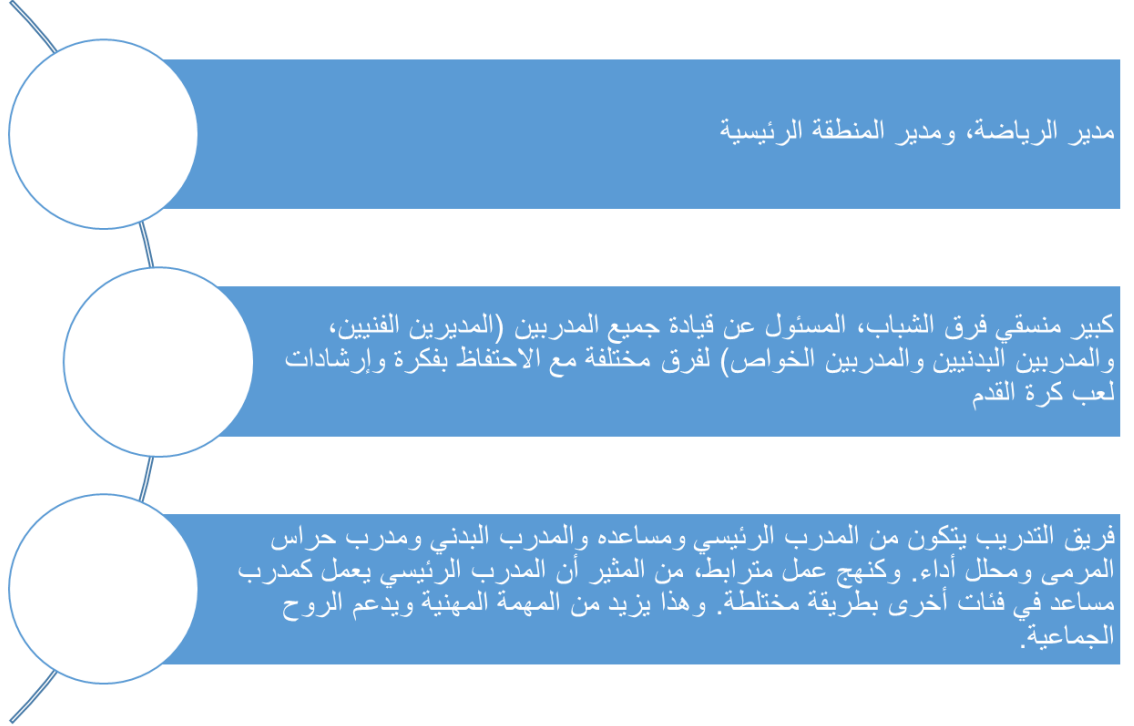 مدير الرياضة، ومدير المنطقة الرئيسية
كبير منسقي فرق الشباب، المسئول عن قيادة جميع المدربين (المديرين الفنيين،
والمدربين البدنيين والمدربين الخواص) لفرق مختلفة مع الاحتفاظ بفكرة وإرشادات
لعب كرة القدم
فريق التدريب يتكون من المدرب الرئيسي ومساعده والمدرب البدني ومدرب حراس
المرمى ومحلل أداء. وكنهج عمل مترابط، من المثير أن المدرب الرئيسي يعمل كمدرب
مساعد في فئات أخرى بطريقة مختلطة. وهذا يزيد من المهمة المهنية ويدعم الروح
الجماعية.